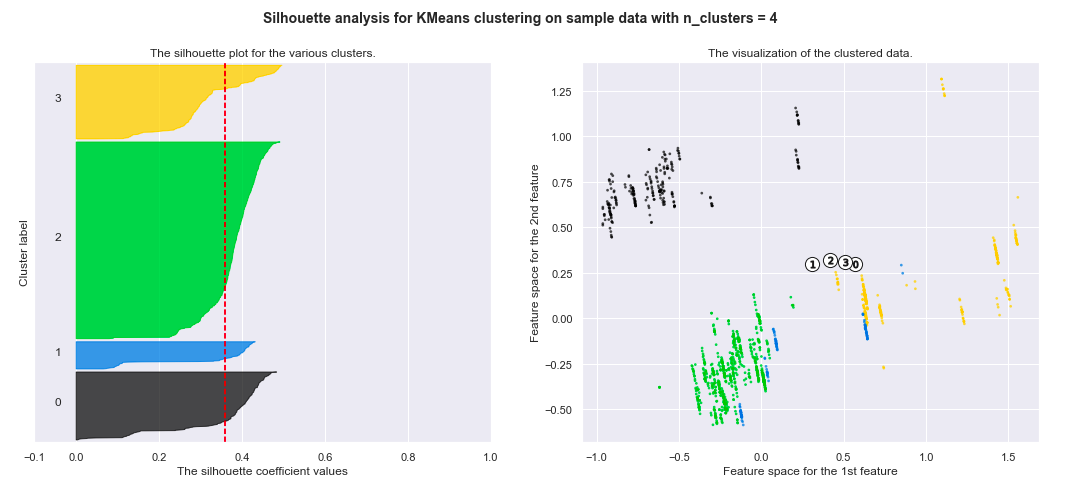 Silhouette analysis for KMeans clustering on sample data with n_clusters = 4
The silhouette plot for the various clusters.
Cluster label
3
2
1
0
-0.1 0.0 0.2 0.4 0.6 0.8 1.0
The silhouette coefficient values
The visualization of the clustered data.
Feature space for the 2nd feature
1.25
1.00
0.75
0.50
0.25
0.00
−0.25
−0.50
1 2 3 0
−1.0 −0.5 0.0 0.5 1.0 1.5
Feature space for the 1st feature